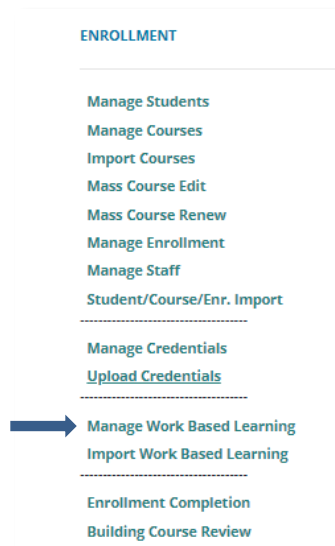 ENROLLMENT
Manage Students
Manage Courses
Import Courses
Mass Course Edit
Mass Course Renew
Manage Enrollment
Manage Staff
Student/Course/Enr. Import
------------------------------------
Manage Credentials
Upload Credentials
------------------------------------
Manage Work Based Learning
Import Work Based Learning
------------------------------------
Enrollment Completion
Building Course Review